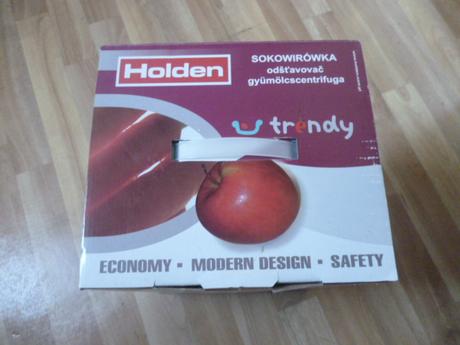 Holden
SOKOWIRÓWKA
odšťavovač
gyümölcscentrifuga
trendy
ECONOMY ▪ MODERN DESIGN ▪ SAFETY